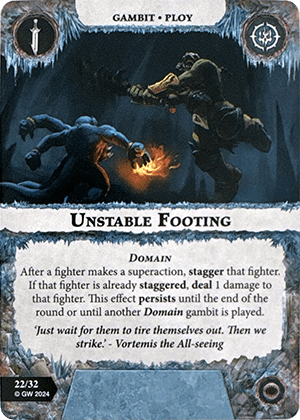 GAMBIT • PLOY
UNSTABLE FOOTING
DOMAIN
After a fighter makes a superaction, stagger that fighter.
If that fighter is already staggered, deal 1 damage to
that fighter. This effect persists until the end of the
round or until another Domain gambit is played.
'Just wait for them to tire themselves out. Then we
strike.' - Vortemis the All-seeing
22/32
© GW 2024